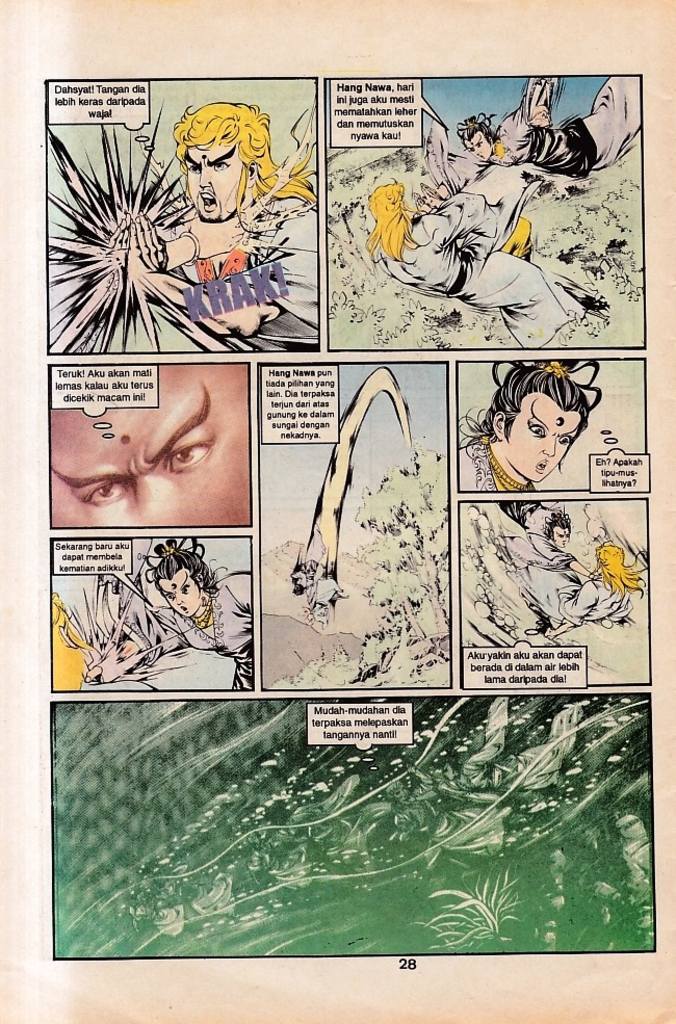 Dahsyat! Tangan dia
lebih keras daripada
waja!
KRAK!
Hang Nawa, hari
ini juga aku mesti
mematahkan leher
dan memutuskan
nyawa kau!
Teruk! Aku akan mati
lemas kalau aku terus
dicekik macam ini!
Hang Nawa pun
tiada pilihan yang
lain. Dia terpaksa
terjun dari atas
gunung ke dalam
sungai dengan
nekadnya.
Eh? Apakah
tipu-mus-
lihatnya?
Sekarang baru aku
dapat membela
kematian adikku!
Aku yakin aku akan dapat
berada di dalam air lebih
lama daripada dia!
Mudah-mudahan dia
terpaksa melepaskan
tangannya nanti!
28